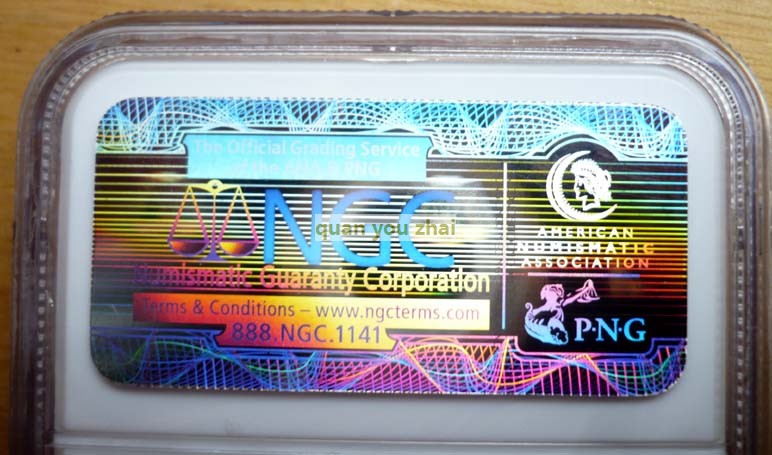 The Official Grading Service
of the ANA & PNG
NGC
quan you zhai
Numismatic Guaranty Corporation
Terms & Conditions – www.ngcterms.com
888.NGC.1141
AMERICAN
NUMISMATIC
ASSOCIATION
P·N·G